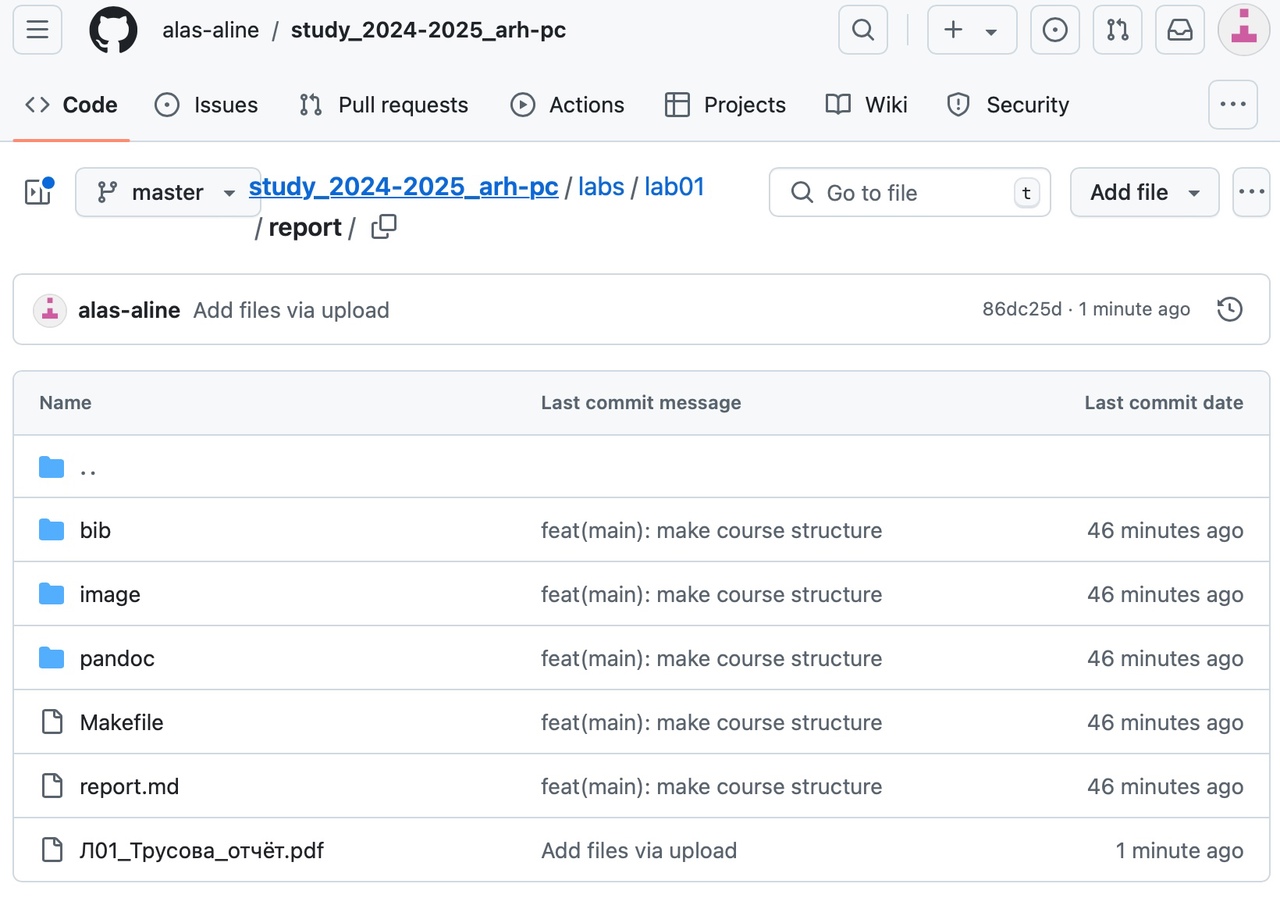 alas-aline / study_2024-2025_arh-pc
Code Issues Pull requests Actions Projects Wiki Security ...
master study_2024-2025_arh-pc / labs / lab01 Go to file t Add file ...
/ report /
alas-aline Add files via upload 86dc25d · 1 minute ago
Name Last commit message Last commit date
..
bib feat(main): make course structure 46 minutes ago
image feat(main): make course structure 46 minutes ago
pandoc feat(main): make course structure 46 minutes ago
Makefile feat(main): make course structure 46 minutes ago
report.md feat(main): make course structure 46 minutes ago
Л01_Трусова_отчёт.pdf Add files via upload 1 minute ago